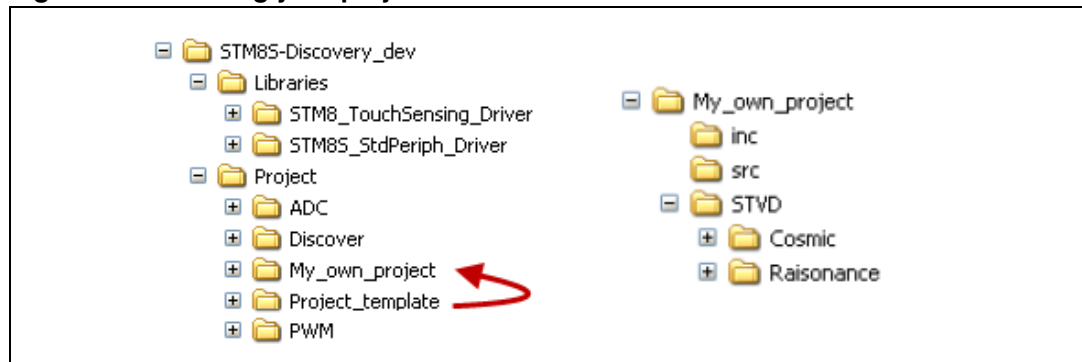 STM8S-Discovery_dev
Libraries
STM8_TouchSensing_Driver
STM8S_StdPeriph_Driver
Project
ADC
Discover
My_own_project
Project_template
PWM
My_own_project
inc
src
STVD
Cosmic
Raisonance